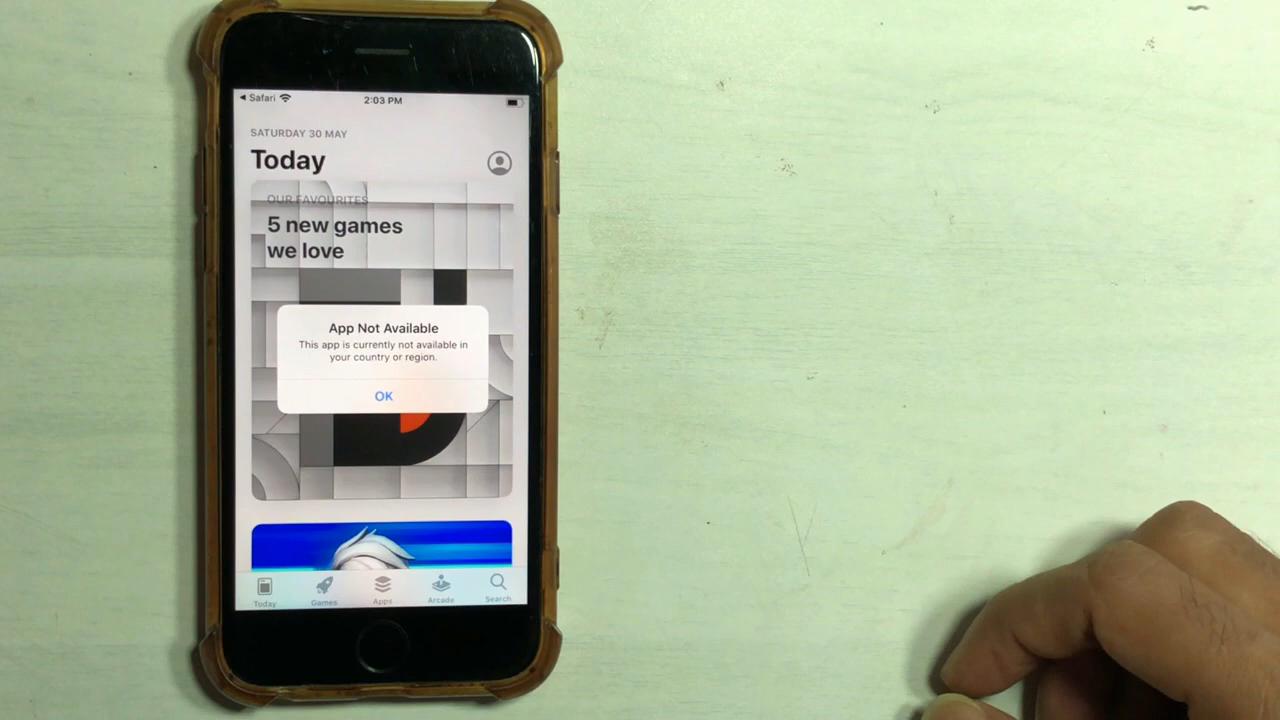 Safari
2:03 PM
SATURDAY 30 MAY
Today
OUR FAVOURITES
5 new games
we love
App Not Available
This app is currently not available in
your country or region.
OK
Today
Games
Apps
Arcade
Search